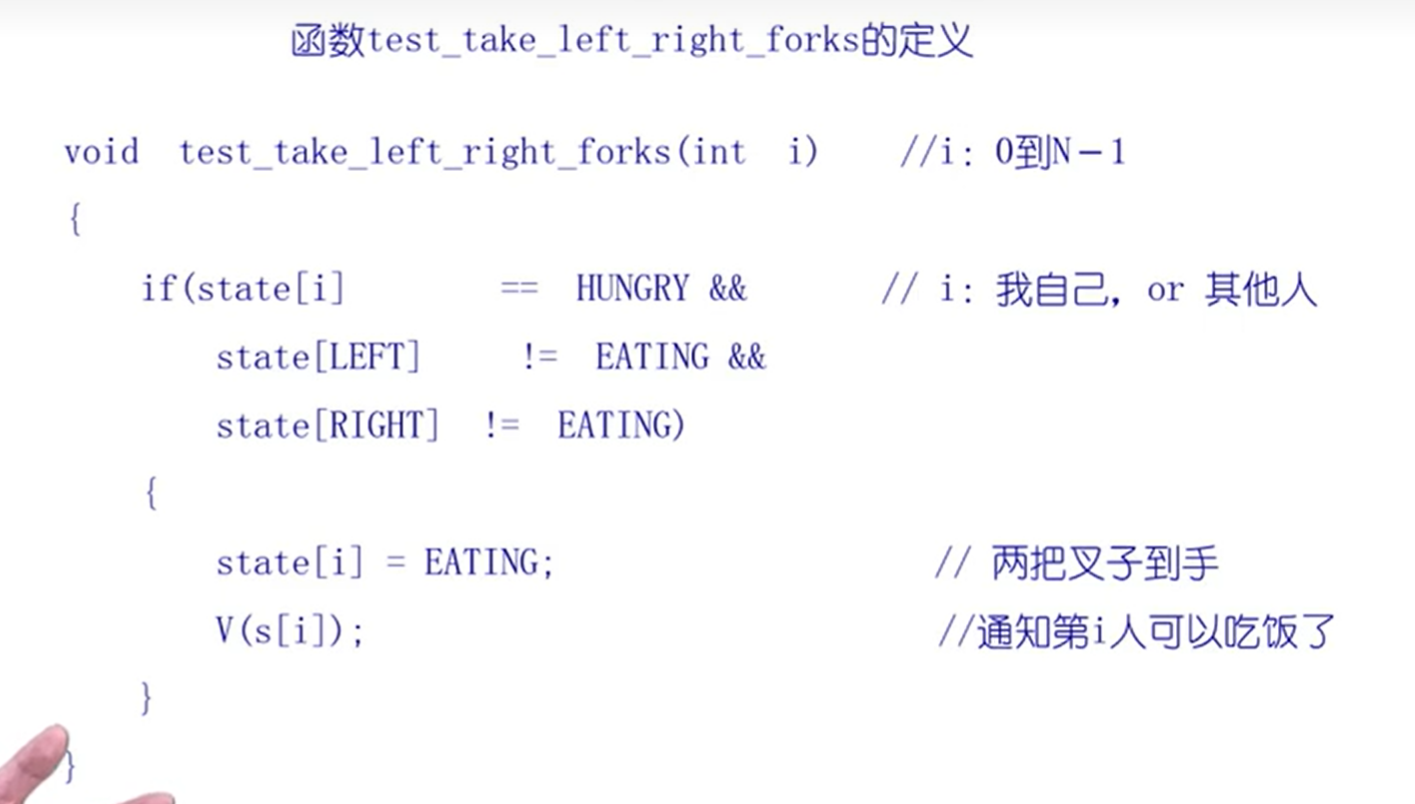 函数test_take_left_right_forks的定义
void test_take_left_right_forks(int i) //i: 0到N-1
{
if(state[i] == HUNGRY && // i: 我自己, or 其他人
state[LEFT] != EATING &&
state[RIGHT] != EATING)
{
state[i] = EATING; // 两把叉子到手
V(s[i]); //通知第i人可以吃饭了
}
}